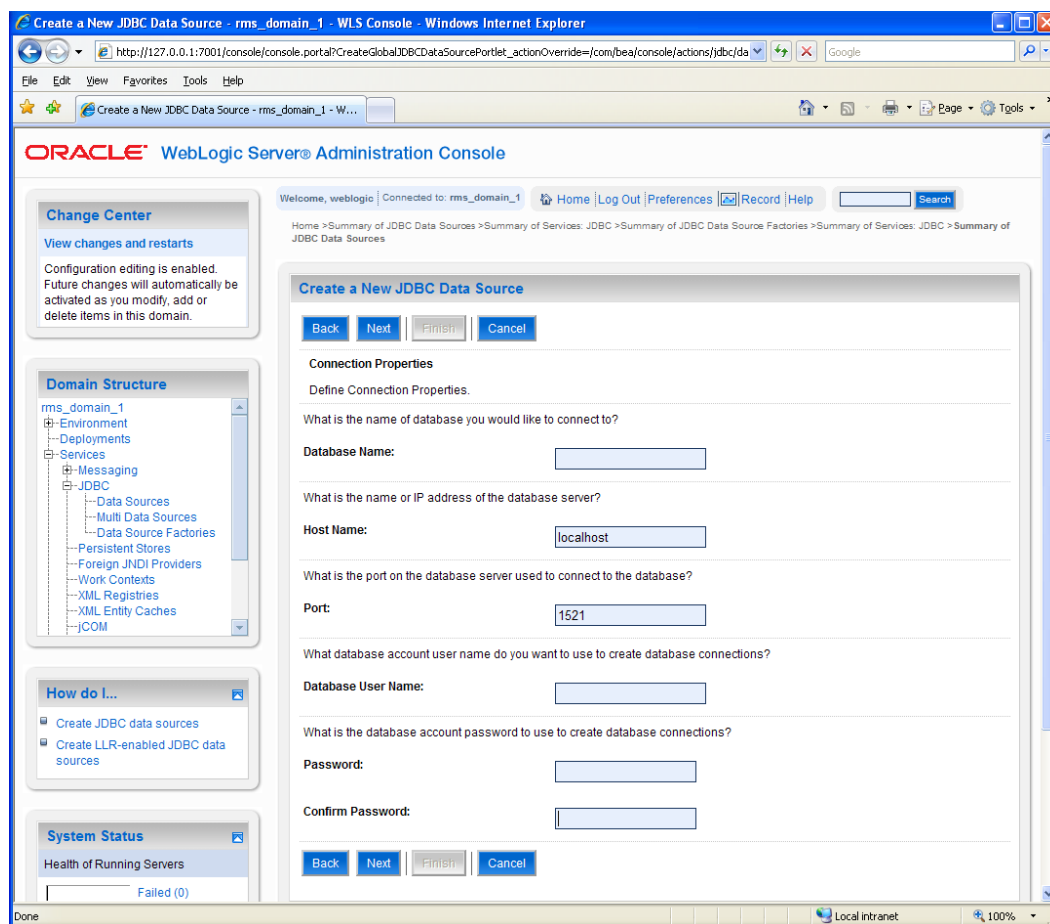 Create a New JDBC Data Source - rms_domain_1 - WLS Console - Windows Internet Explorer
http://127.0.0.1:7001/console/console.portal?CreateGlobalJDBCDataSourcePortlet_actionOverride=/com/bea/console/actions/jdbc/da
Google
File Edit View Favorites Tools Help
Create a New JDBC Data Source - rms_domain_1 - W...
Page Tools
ORACLE WebLogic Server® Administration Console
Change Center
View changes and restarts
Configuration editing is enabled.
Future changes will automatically be
activated as you modify, add or
delete items in this domain.
Domain Structure
rms_domain_1
Environment
Deployments
Services
Messaging
JDBC
Data Sources
Multi Data Sources
Data Source Factories
Persistent Stores
Foreign JNDI Providers
Work Contexts
XML Registries
XML Entity Caches
jCOM
How do I...
Create JDBC data sources
Create LLR-enabled JDBC data
sources
System Status
Health of Running Servers
Failed (0)
Welcome, weblogic Connected to: rms_domain_1 Home Log Out Preferences Record Help Search
Home >Summary of JDBC Data Sources >Summary of Services: JDBC >Summary of JDBC Data Source Factories >Summary of Services: JDBC >Summary of
JDBC Data Sources
Create a New JDBC Data Source
Back Next Finish Cancel
Connection Properties
Define Connection Properties.
What is the name of database you would like to connect to?
Database Name:
What is the name or IP address of the database server?
Host Name: localhost
What is the port on the database server used to connect to the database?
Port: 1521
What database account user name do you want to use to create database connections?
Database User Name:
What is the database account password to use to create database connections?
Password:
Confirm Password:
Back Next Finish Cancel
Done Local intranet 100%